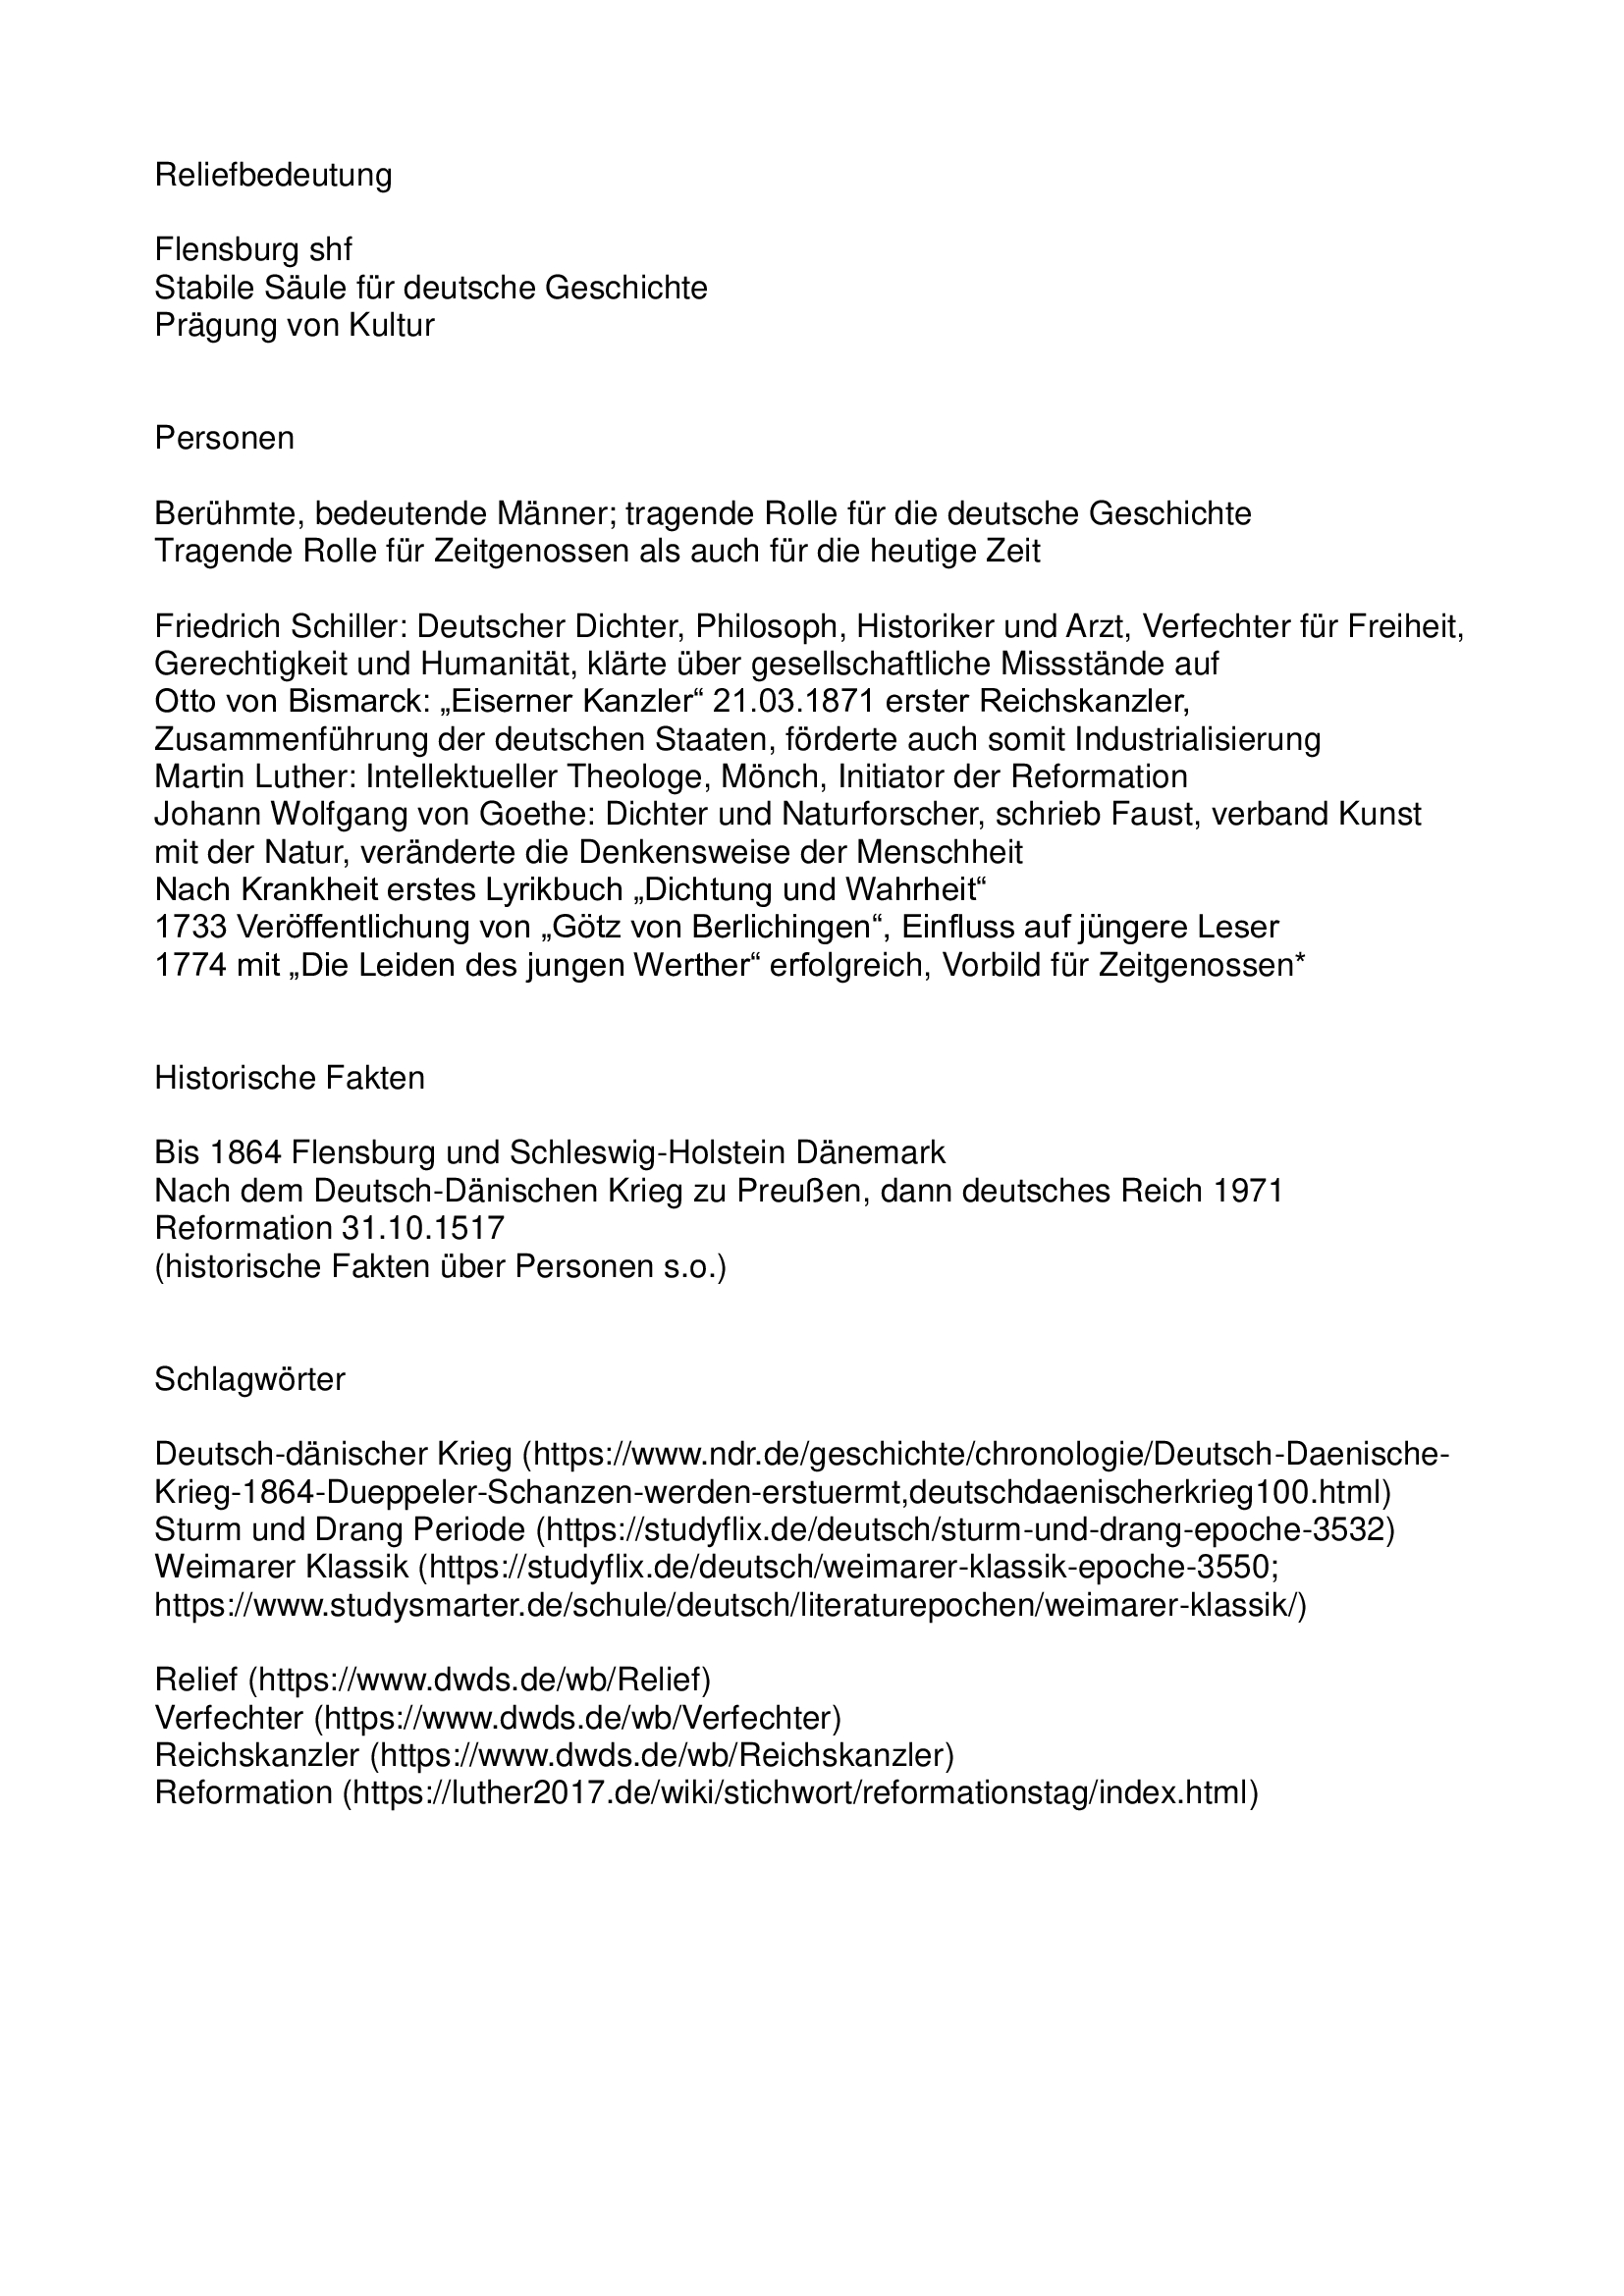 Reliefbedeutung
Flensburg shf
Stabile Säule für deutsche Geschichte
Prägung von Kultur
Personen
Berühmte, bedeutende Männer; tragende Rolle für die deutsche Geschichte
Tragende Rolle für Zeitgenossen als auch für die heutige Zeit
Friedrich Schiller: Deutscher Dichter, Philosoph, Historiker und Arzt, Verfechter für Freiheit,
Gerechtigkeit und Humanität, klärte über gesellschaftliche Missstände auf
Otto von Bismarck: „Eiserner Kanzler“ 21.03.1871 erster Reichskanzler,
Zusammenführung der deutschen Staaten, förderte auch somit Industrialisierung
Martin Luther: Intellektueller Theologe, Mönch, Initiator der Reformation
Johann Wolfgang von Goethe: Dichter und Naturforscher, schrieb Faust, verband Kunst
mit der Natur, veränderte die Denkensweise der Menschheit
Nach Krankheit erstes Lyrikbuch „Dichtung und Wahrheit“
1733 Veröffentlichung von „Götz von Berlichingen“, Einfluss auf jüngere Leser
1774 mit „Die Leiden des jungen Werther“ erfolgreich, Vorbild für Zeitgenossen*
Historische Fakten
Bis 1864 Flensburg und Schleswig-Holstein Dänemark
Nach dem Deutsch-Dänischen Krieg zu Preußen, dann deutsches Reich 1971
Reformation 31.10.1517
(historische Fakten über Personen s.o.)
Schlagwörter
Deutsch-dänischer Krieg (https://www.ndr.de/geschichte/chronologie/Deutsch-Daenische-
Krieg-1864-Dueppeler-Schanzen-werden-erstuermt,deutschdaenischerkrieg100.html)
Sturm und Drang Periode (https://studyflix.de/deutsch/sturm-und-drang-epoche-3532)
Weimarer Klassik (https://studyflix.de/deutsch/weimarer-klassik-epoche-3550;
https://www.studysmarter.de/schule/deutsch/literaturepochen/weimarer-klassik/)
Relief (https://www.dwds.de/wb/Relief)
Verfechter (https://www.dwds.de/wb/Verfechter)
Reichskanzler (https://www.dwds.de/wb/Reichskanzler)
Reformation (https://luther2017.de/wiki/stichwort/reformationstag/index.html)